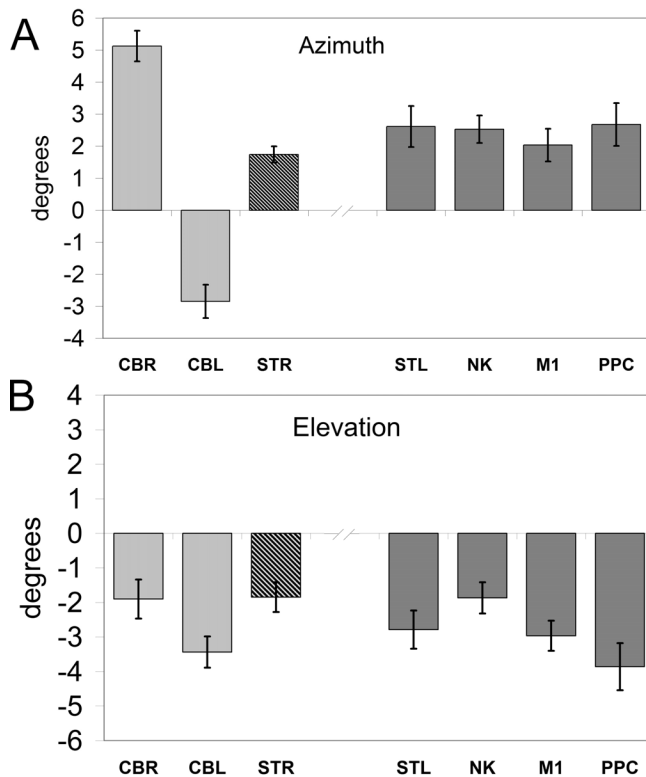 A
Azimuth
degrees
6
5
4
3
2
1
0
-1
-2
-3
-4
CBR CBL STR STL NK M1 PPC
B
Elevation
degrees
4
3
2
1
0
-1
-2
-3
-4
-5
-6
CBR CBL STR STL NK M1 PPC